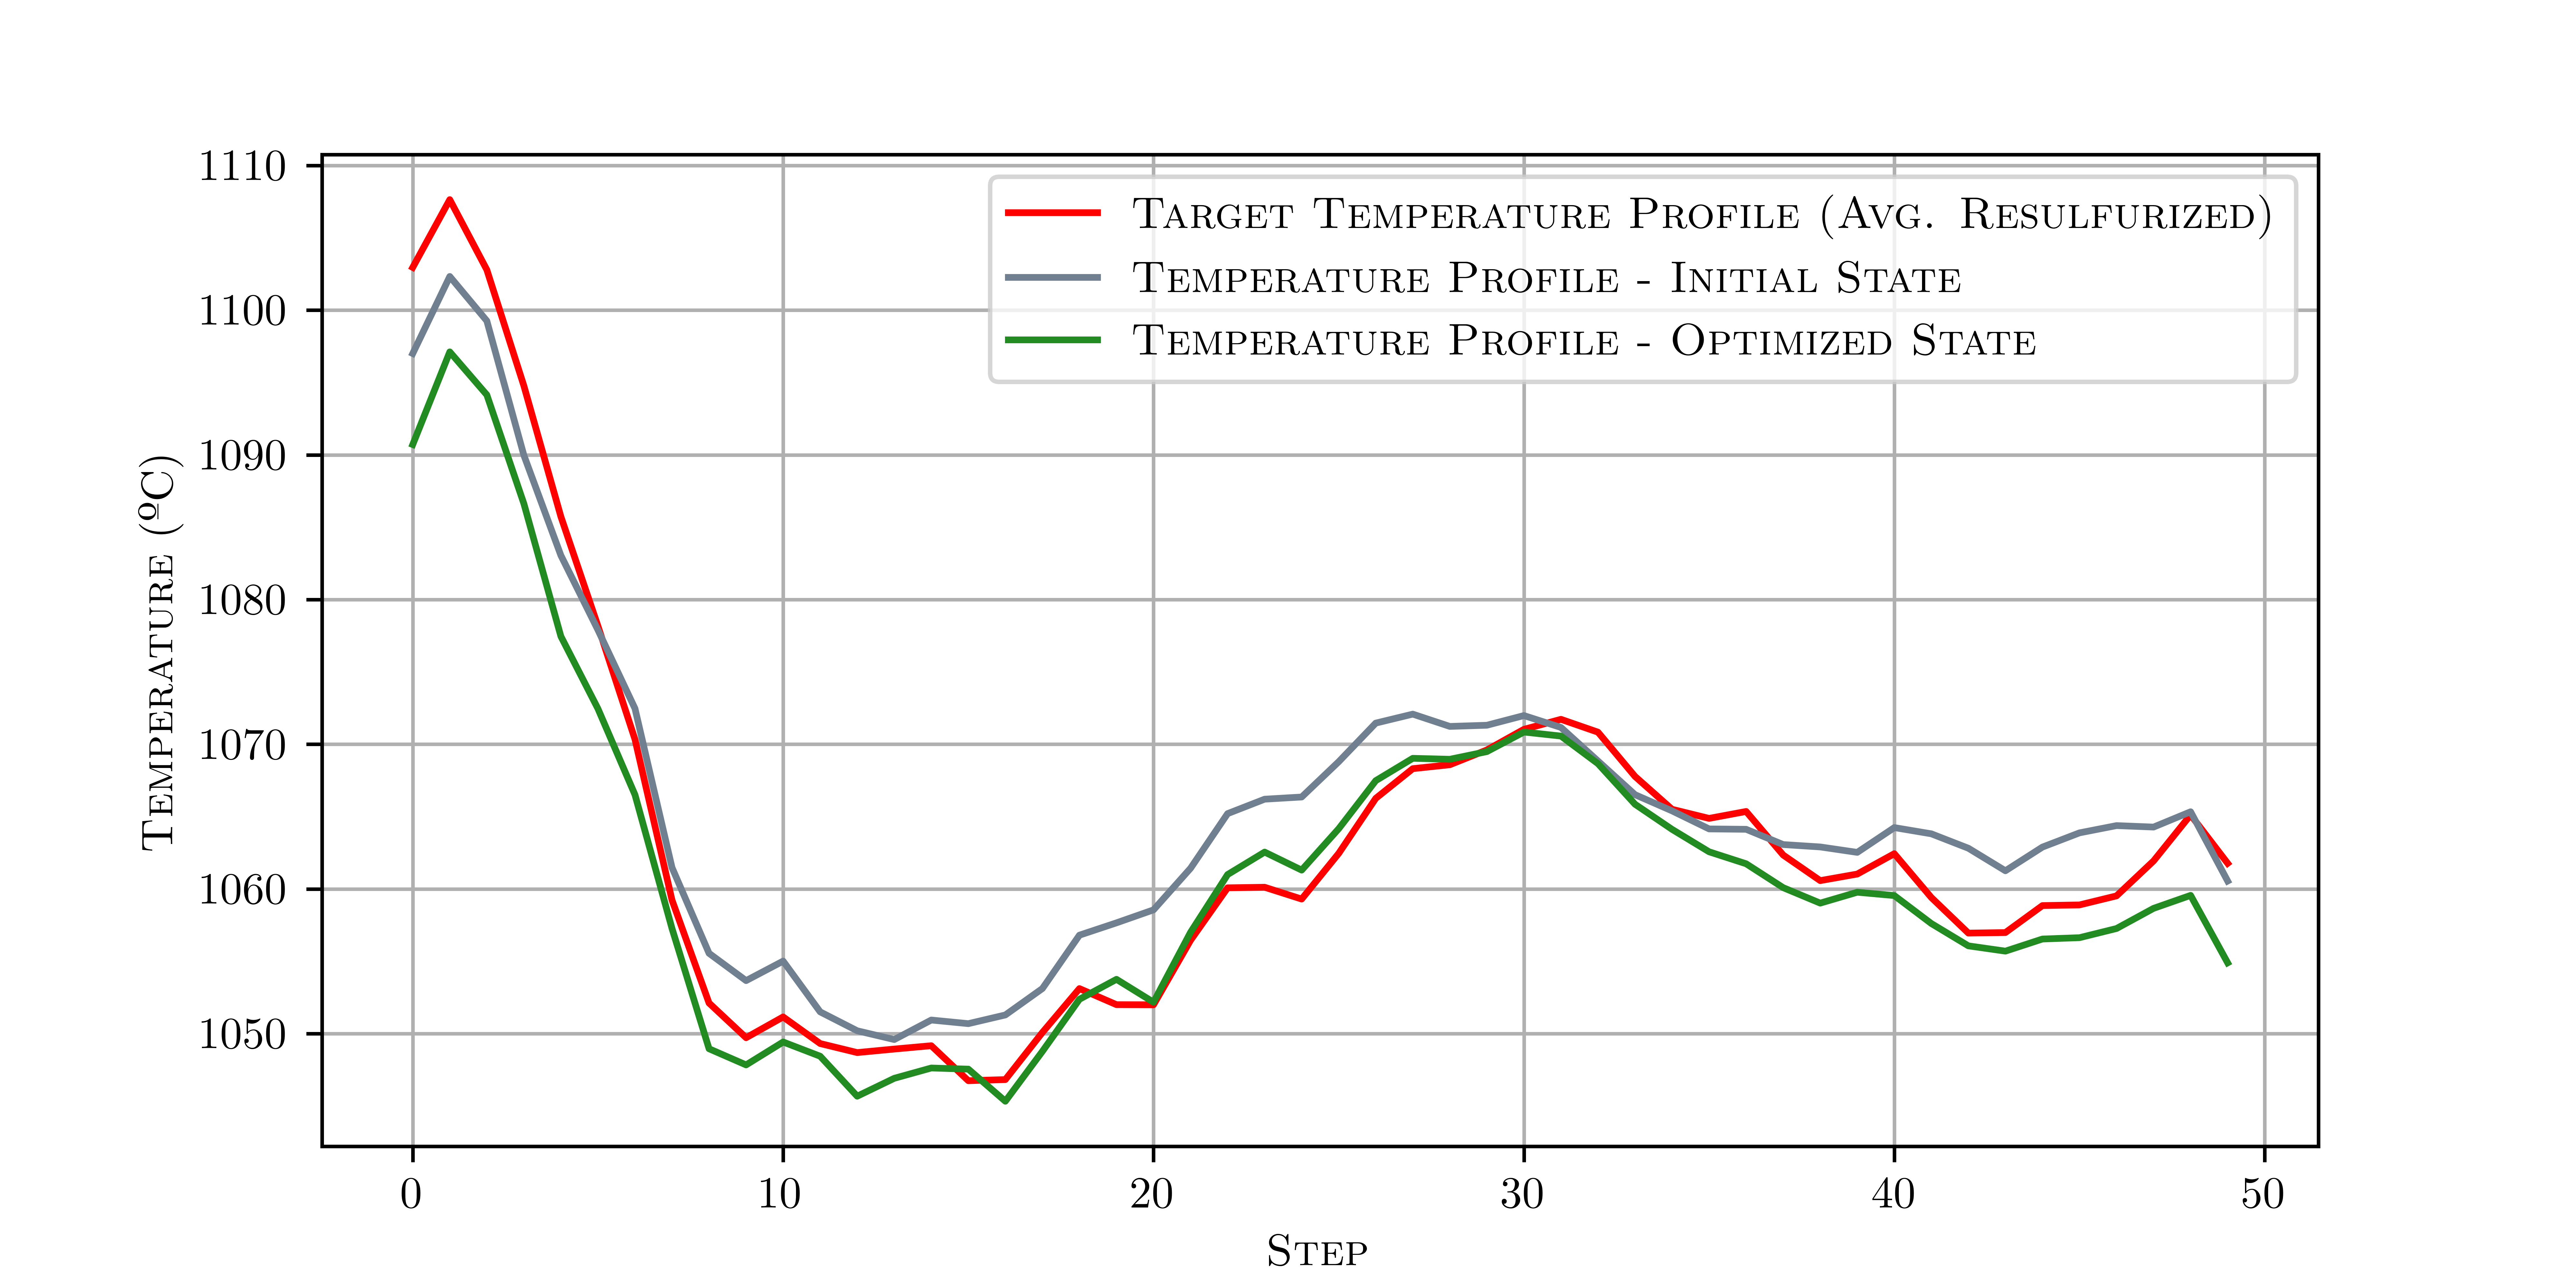 1110
1100
1090
1080
1070
1060
1050
Temperature (ºC)
Target Temperature Profile (Avg. Resulfurized)
Temperature Profile - Initial State
Temperature Profile - Optimized State
0 10 20 30 40 50
Step